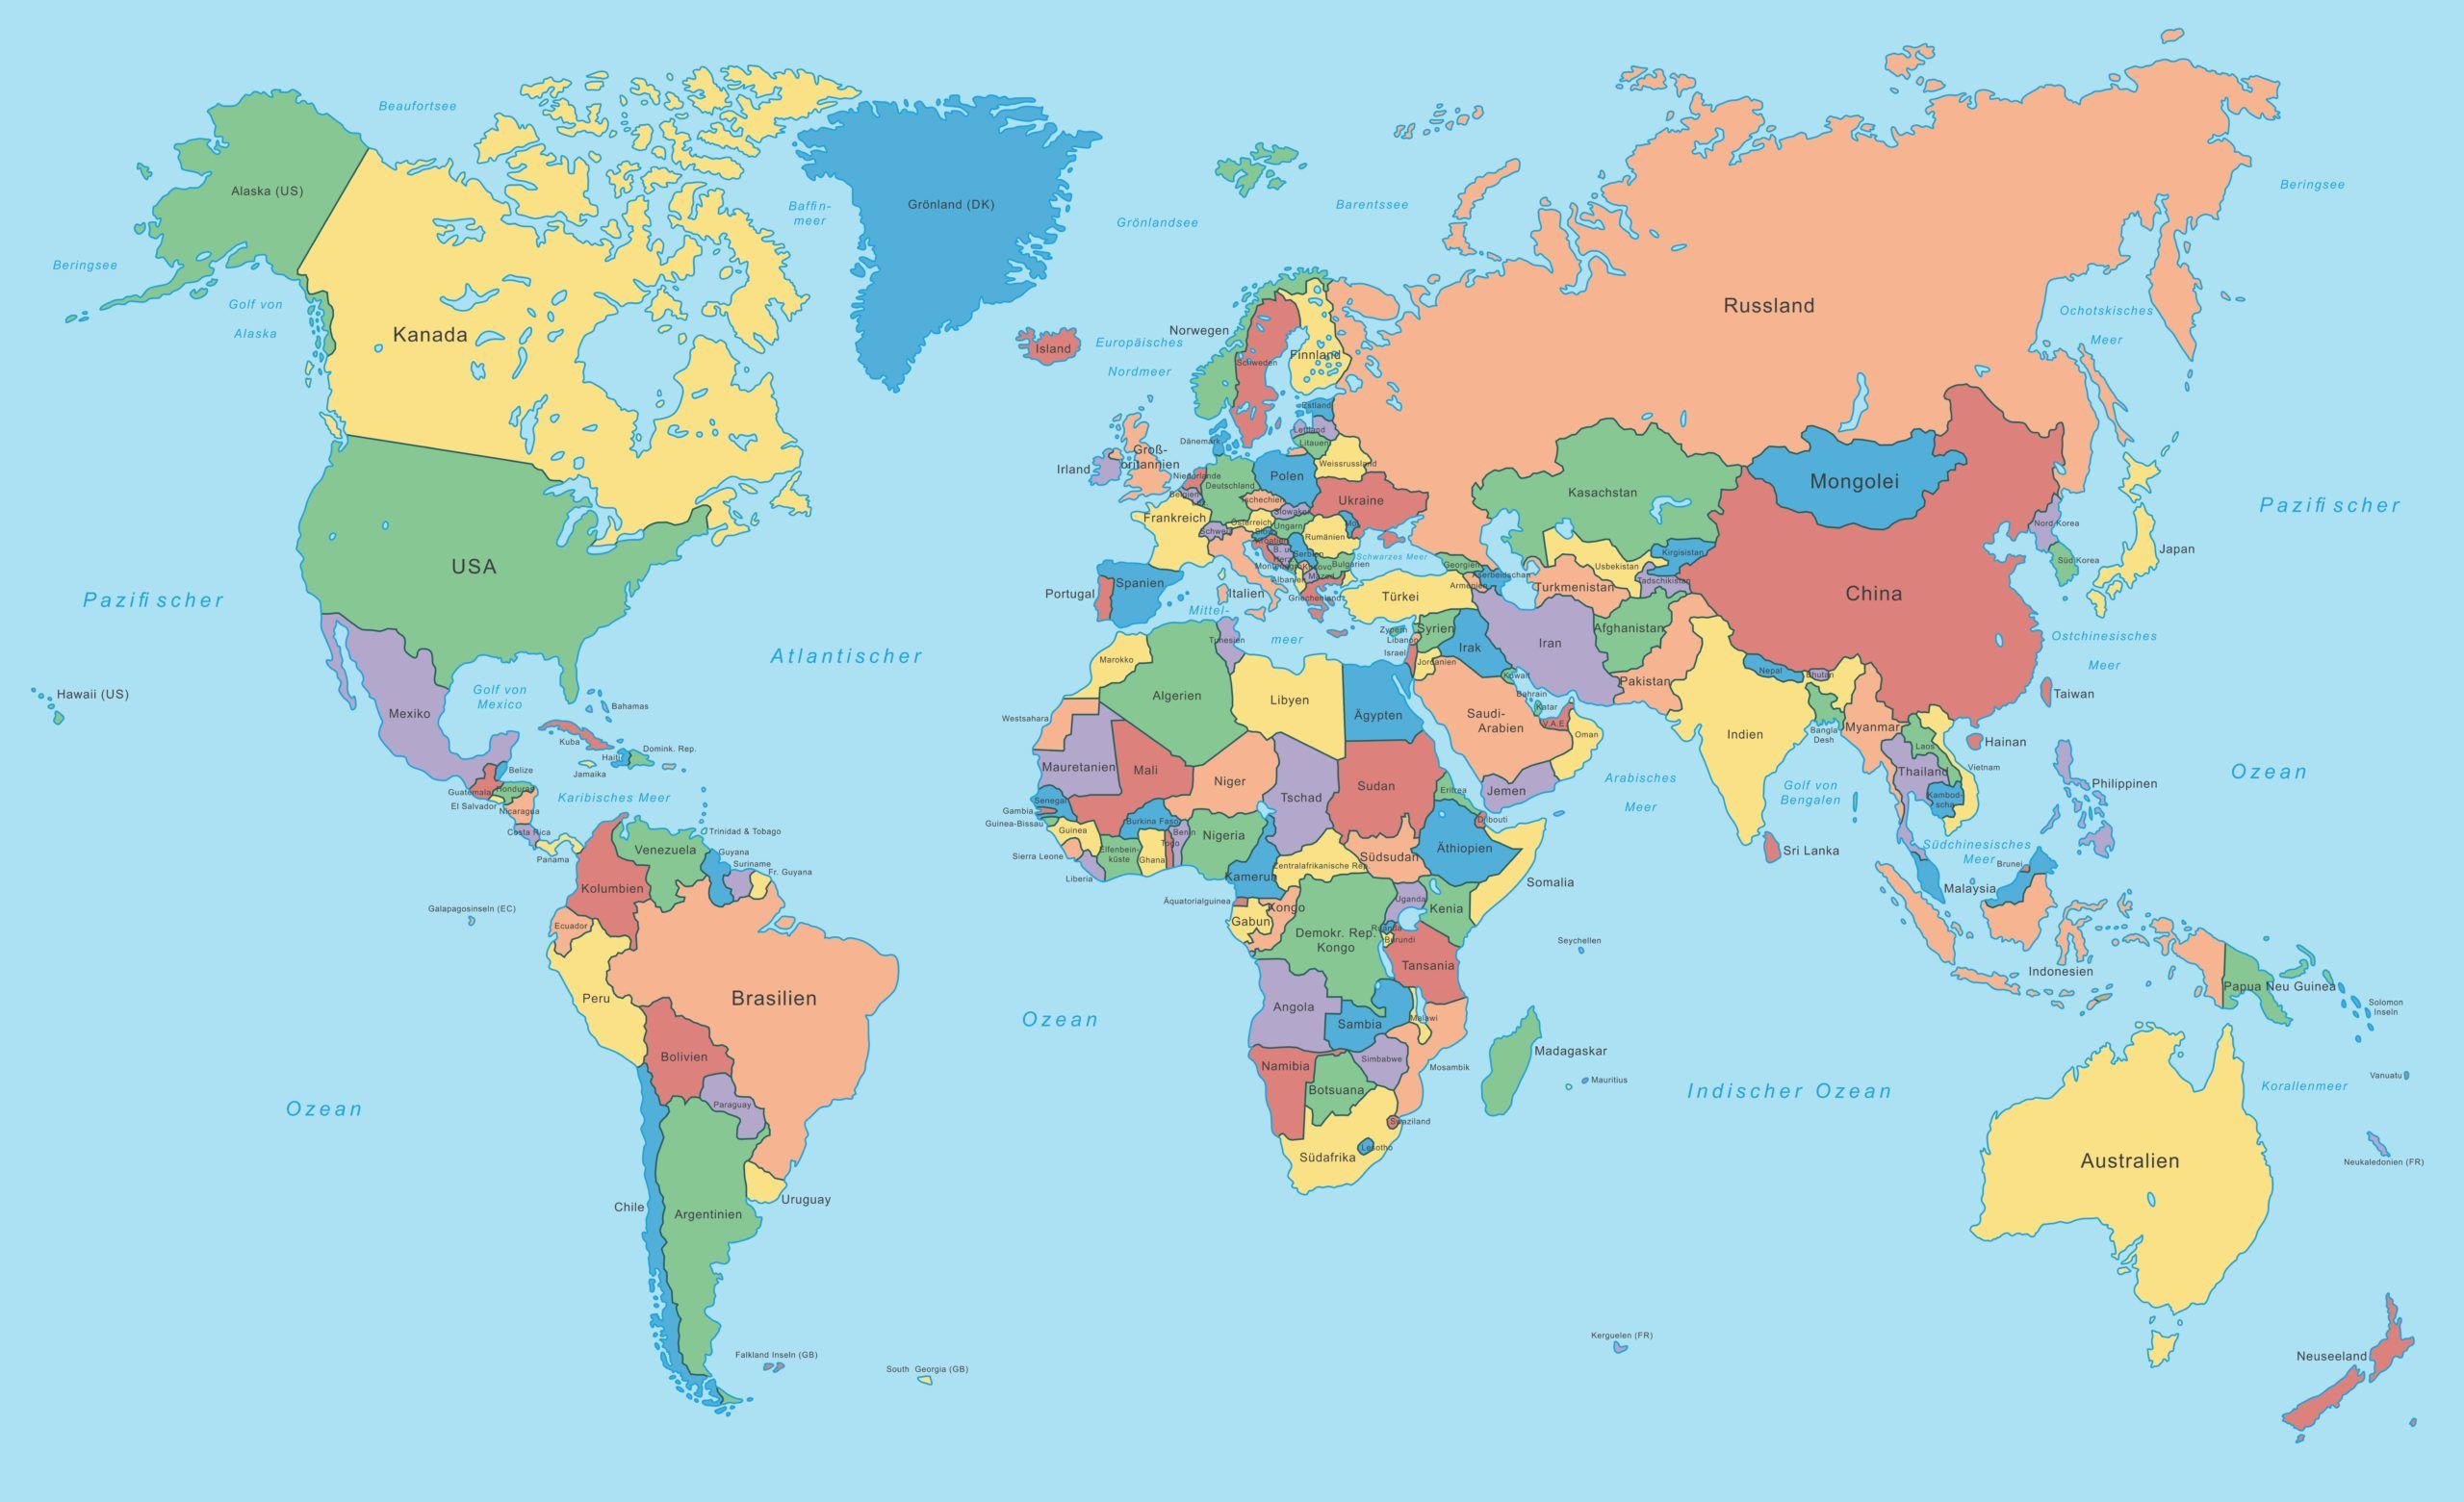 Beaufortsee
Alaska (US)
Beringsee
Golf von
Alaska
Kanada
Baffin-
meer
Grönland (DK)
Grönlandsee
Barentssee
Beringsee
Russland
Ochotskisches
Meer
Island
Europäisches
Nordmeer
Norwegen
Schweden
Finnland
Estland
Lettland
Litauen
Weissrussland
Dänemark
Irland
Groß-
britannien
Niederlande
Belgien
Deutschland
Polen
Tschechien
Slowakei
Ukraine
Frankreich
Schweiz
Österreich
Ungarn
Mol.
Rumänien
Slow.
Kroatien
B. u.
Herz.
Serbien
Montenegro
Kosovo
Bulgarien
Mazed.
Albanien
Griechenland
Italien
Spanien
Portugal
Mittel-
meer
Schwarzes Meer
Georgien
Armenien
Aserbeidschan
Türkei
Zypern
Libanon
Israel
Syrien
Jordanien
Irak
Iran
Kuwait
Bahrain
Katar
V.A.E.
Saudi-
Arabien
Oman
Jemen
Kasachstan
Usbekistan
Turkmenistan
Kirgisistan
Tadschikistan
Afghanistan
Pakistan
Mongolei
China
Nord Korea
Süd Korea
Japan
Pazifischer
Ozean
Ostchinesisches
Meer
Taiwan
Hainan
Nepal
Bhutan
Bangla
Desh
Indien
Myanmar
Laos
Thailand
Vietnam
Kambod-
scha
Philippinen
Arabisches
Meer
Golf von
Bengalen
Sri Lanka
Südchinesisches
Meer
Brunei
Malaysia
Indonesien
Papua Neu Guinea
Solomon
Inseln
Vanuatu
Korallenmeer
Neukaledonien (FR)
Australien
Neuseeland
Indischer Ozean
Kerguelen (FR)
Seychellen
Mauritius
Madagaskar
USA
Pazifischer
Ozean
Hawaii (US)
Mexiko
Golf von
Mexico
Bahamas
Kuba
Haiti
Domink. Rep.
Jamaika
Belize
Guatemala
Honduras
El Salvador
Nicaragua
Karibisches Meer
Costa Rica
Panama
Trinidad & Tobago
Venezuela
Guyana
Suriname
Fr. Guyana
Kolumbien
Galapagosinseln (EC)
Ecuador
Peru
Brasilien
Bolivien
Paraguay
Chile
Argentinien
Uruguay
Falkland Inseln (GB)
South Georgia (GB)
Atlantischer
Ozean
Marokko
Tunesien
Algerien
Libyen
Ägypten
Westsahara
Mauretanien
Mali
Niger
Tschad
Sudan
Eritrea
Dribouti
Senegal
Gambia
Guinea-Bissau
Guinea
Sierra Leone
Liberia
Elfenbein-
küste
Burkina Faso
Ghana
Togo
Benin
Nigeria
Kamerun
Zentralafrikanische Rep.
Südsudan
Äthiopien
Somalia
Äquatorialguinea
Gabun
Kongo
Demokr. Rep.
Kongo
Uganda
Kenia
Ruanda
Burundi
Tansania
Angola
Sambia
Malawi
Mosambik
Simbabwe
Namibia
Botsuana
Swaziland
Lesotho
Südafrika